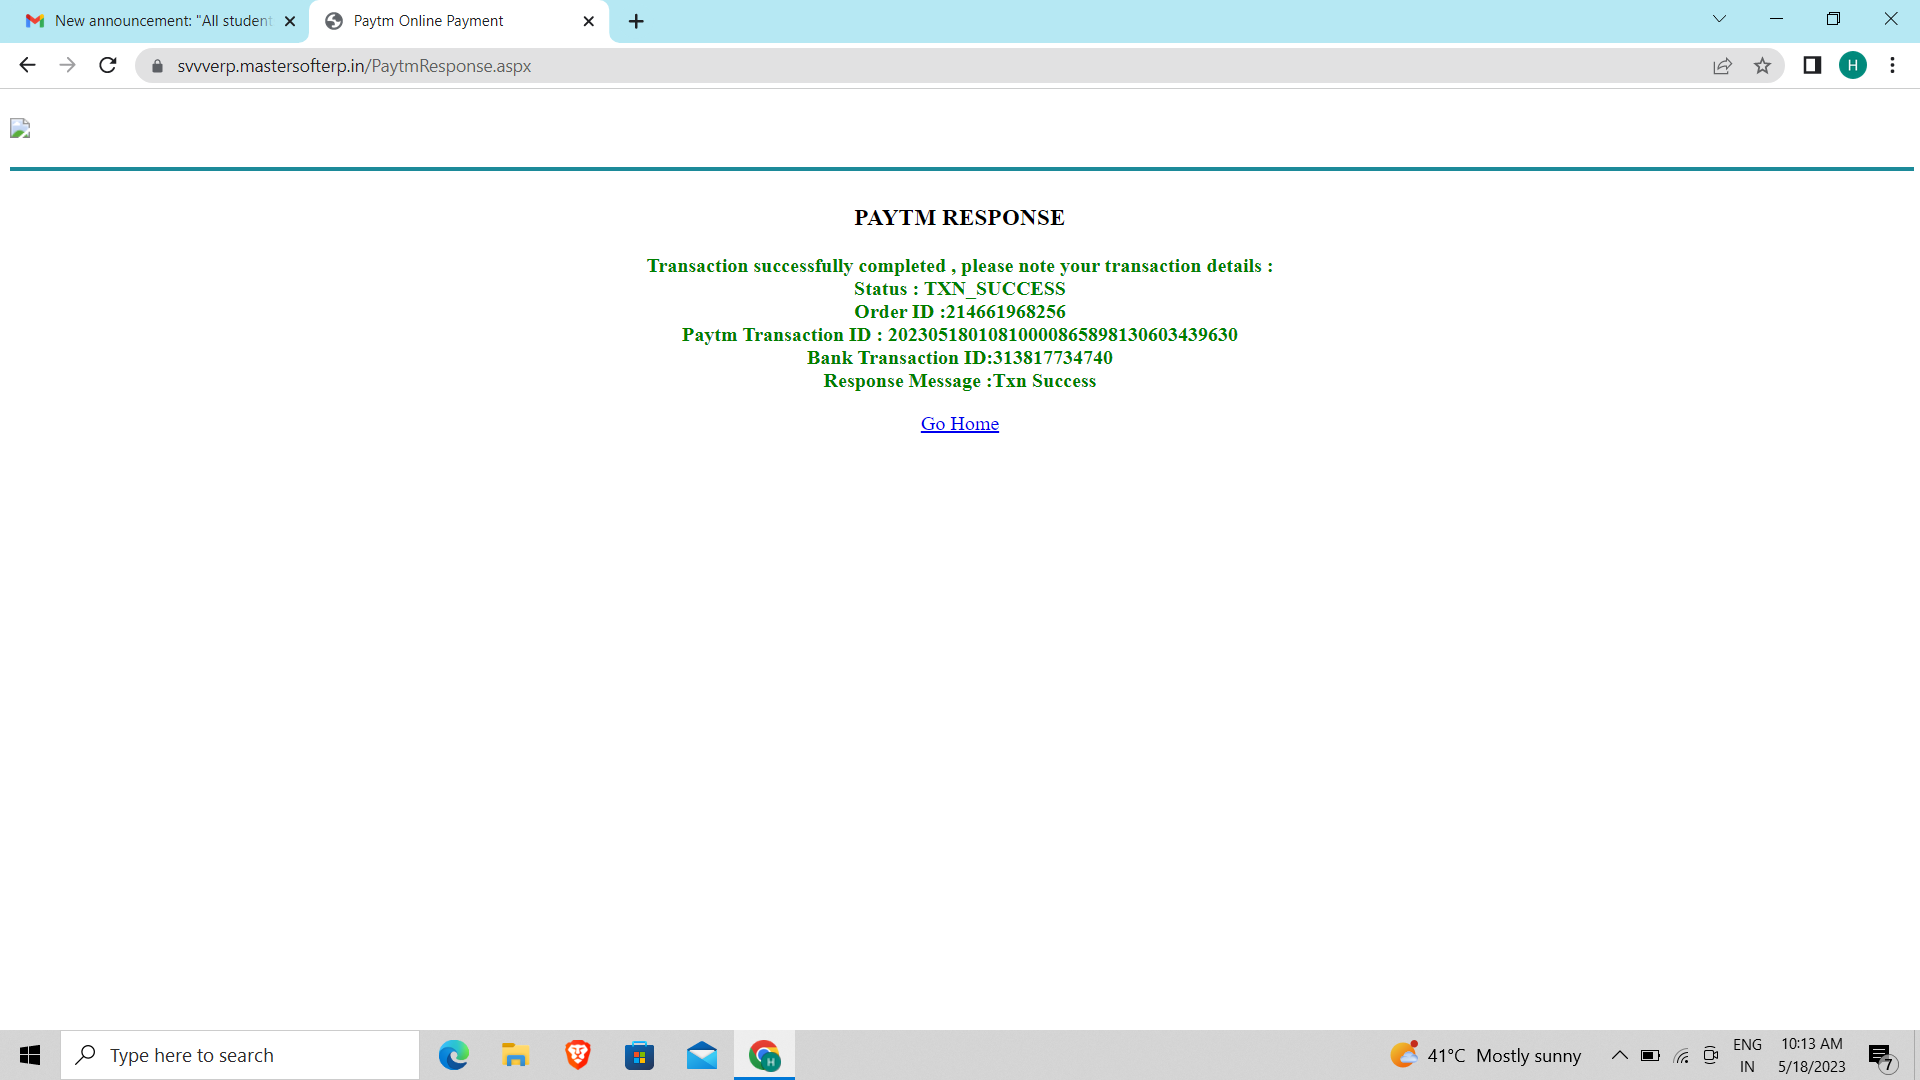 New announcement: "All student
Paytm Online Payment
svvverp.mastersofterp.in/PaytmResponse.aspx
H
PAYTM RESPONSE
Transaction successfully completed , please note your transaction details :
Status : TXN_SUCCESS
Order ID :214661968256
Paytm Transaction ID : 20230518010810000865898130603439630
Bank Transaction ID:313817734740
Response Message :Txn Success
Go Home
Type here to search
H
41°C Mostly sunny
ENG
IN
10:13 AM
5/18/2023
7